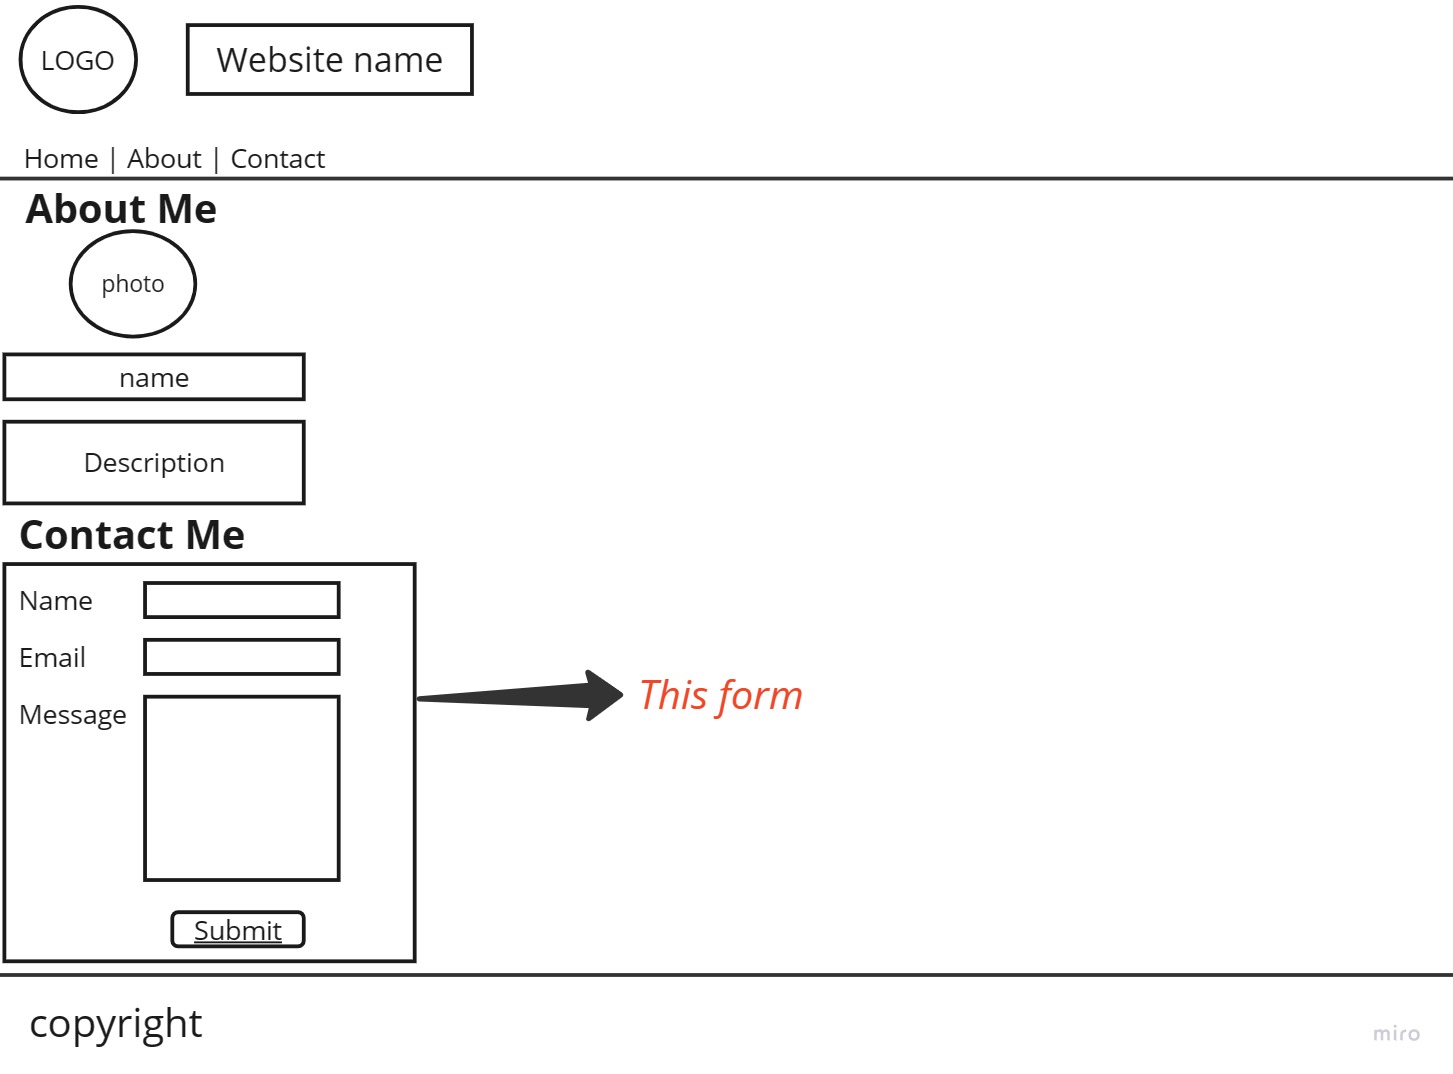 LOGO
Website name
Home | About | Contact
About Me
photo
name
Description
Contact Me
Name
Email
Message
This form
Submit
copyright
miro